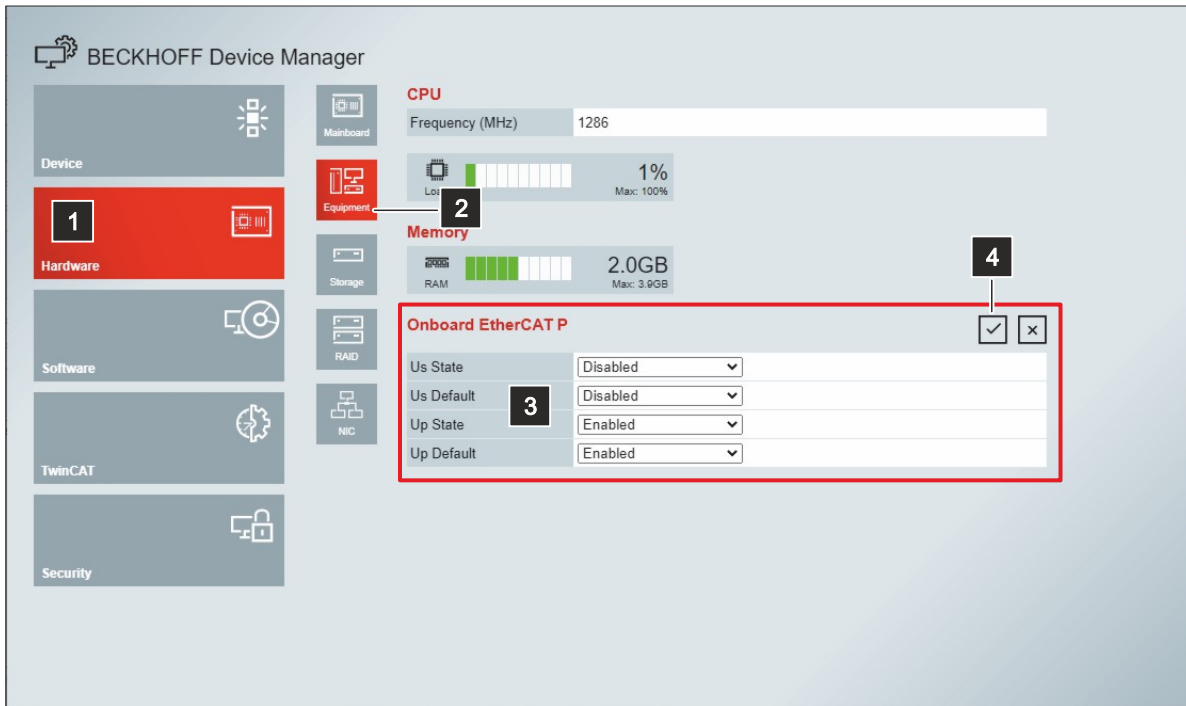 BECKHOFF Device Manager
Device
1
Hardware
Software
TwinCAT
Security
Mainboard
Equipment
2
Storage
RAID
NIC
CPU
Frequency (MHz) 1286
1%
Max: 100%
Memory
RAM
2.0GB
Max: 3.9GB
4
Onboard EtherCAT P
Us State Disabled
Us Default Disabled
3
Up State Enabled
Up Default Enabled